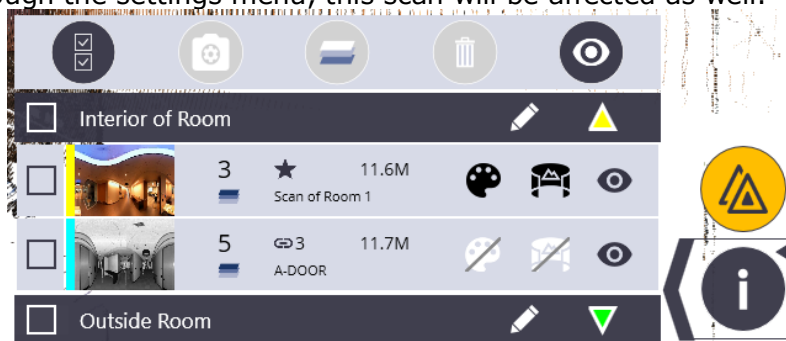 ough the settings menu, this scan will be affected as well.
Interior of Room
3 11.6M
Scan of Room 1
5 3 11.7M
A-DOOR
Outside Room